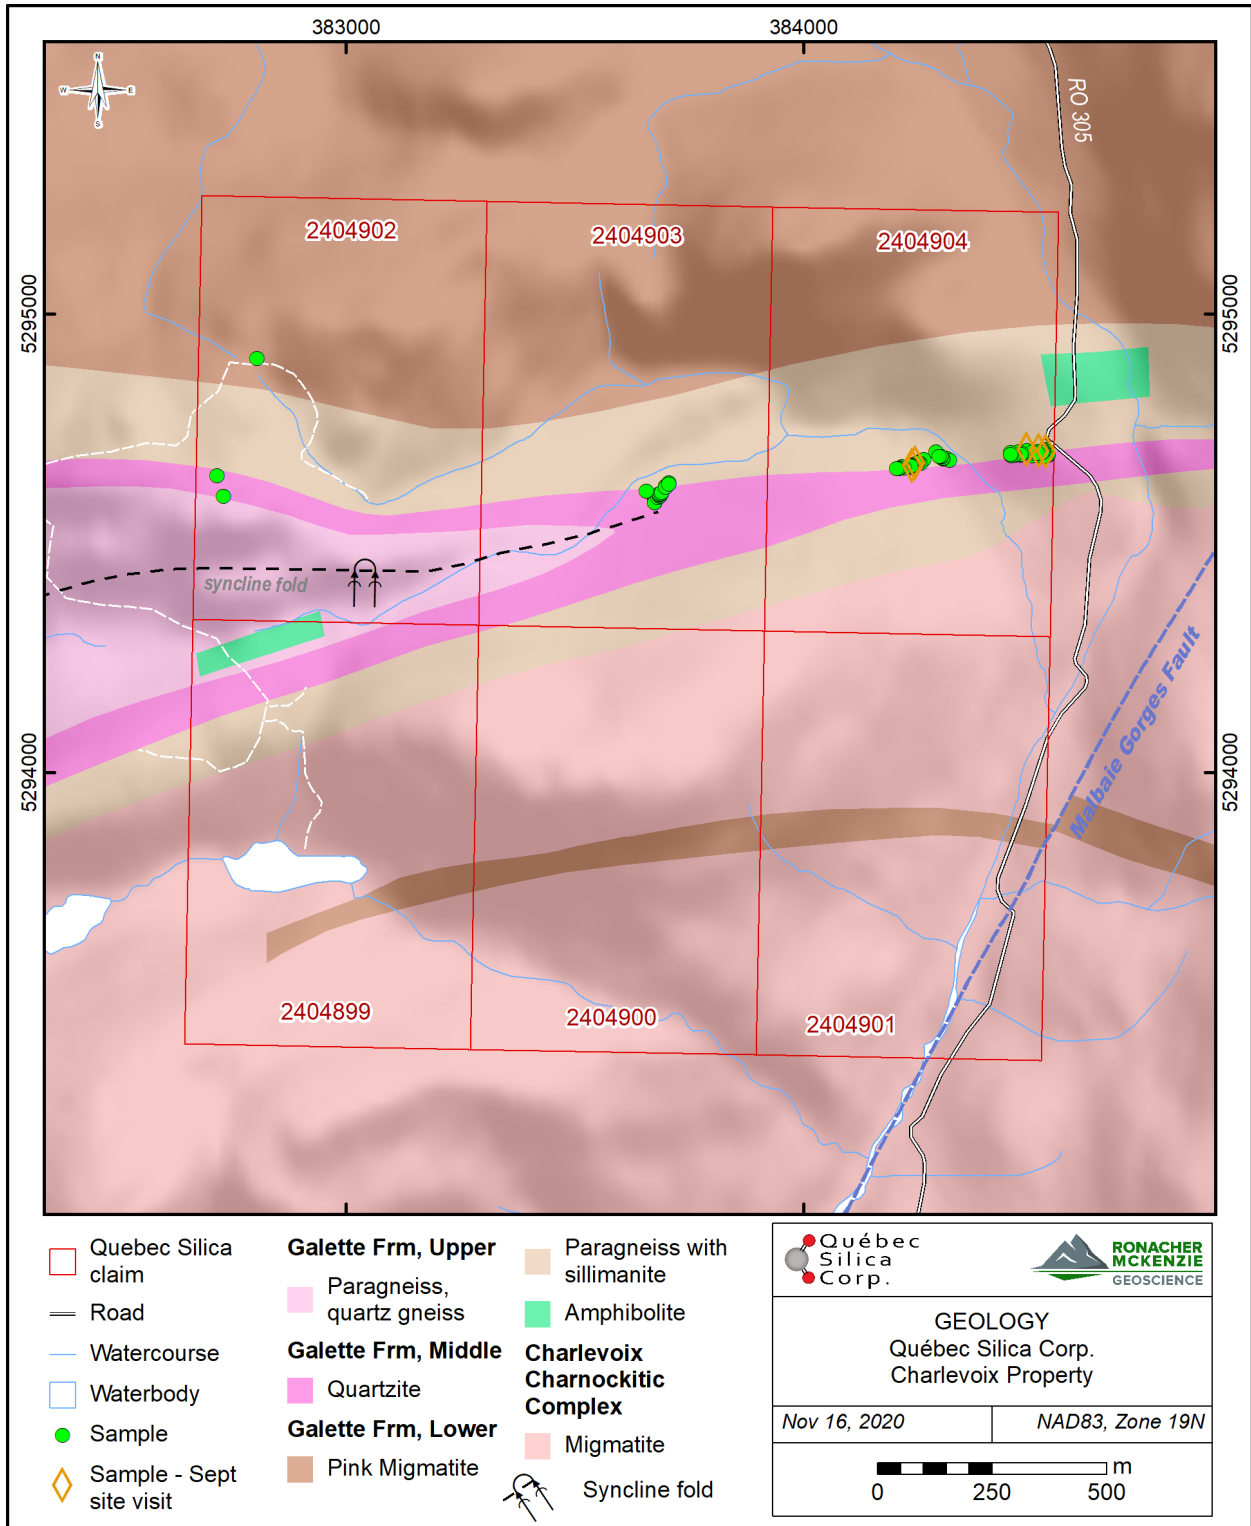 383000
384000
N
W
E
S
RO 305
2404902
2404903
2404904
5295000
5295000
syncline fold
Malbaie Gorges Fault
5294000
5294000
2404899
2404900
2404901
Quebec Silica
claim
Road
Watercourse
Waterbody
Sample
Sample - Sept
site visit
Galette Frm, Upper
Paragneiss,
quartz gneiss
Galette Frm, Middle
Quartzite
Galette Frm, Lower
Pink Migmatite
Paragneiss with
sillimanite
Amphibolite
Charlevoix
Charnockitic
Complex
Migmatite
Syncline fold
Québec
Silica
Corp.
RONACHER
MCKENZIE
GEOSCIENCE
GEOLOGY
Québec Silica Corp.
Charlevoix Property
Nov 16, 2020
NAD83, Zone 19N
m
0 250 500